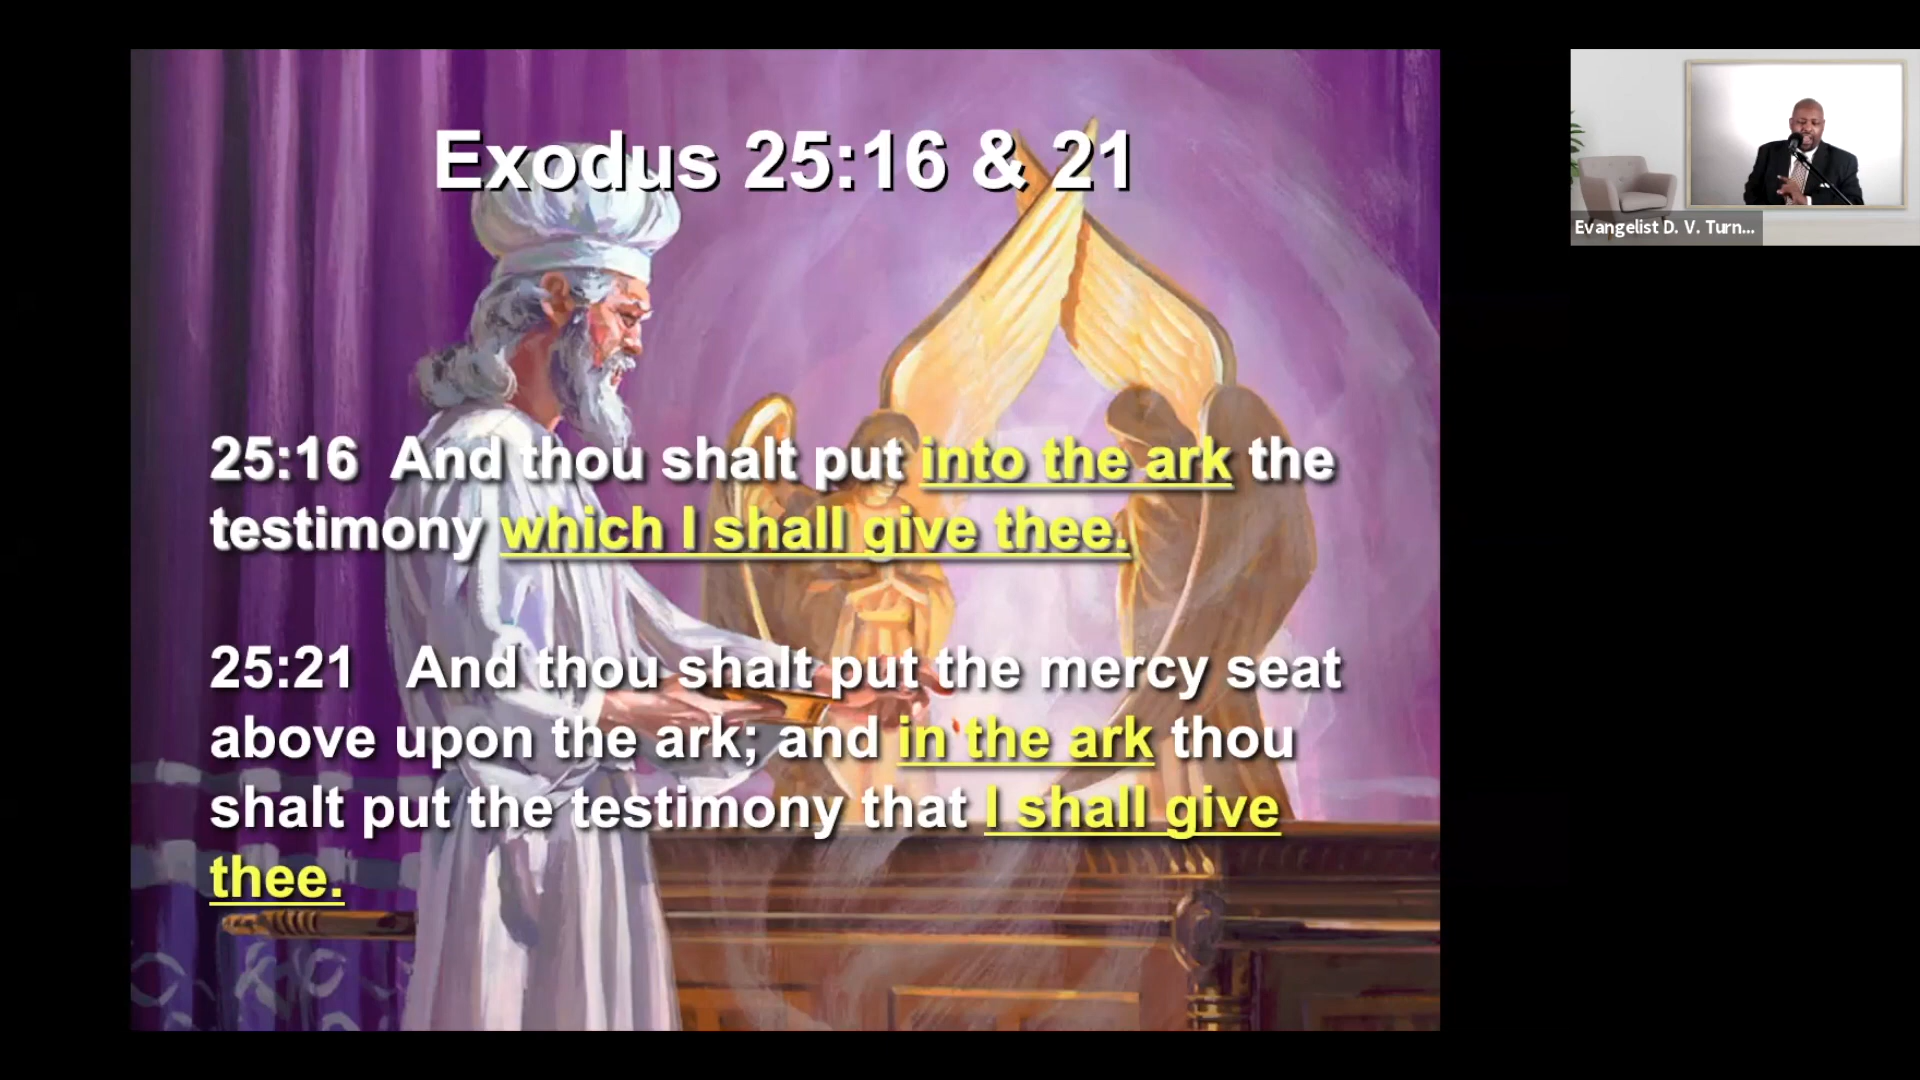 Exodus 25:16 & 21
25:16 And thou shalt put into the ark the
testimony which I shall give thee.
25:21 And thou shalt put the mercy seat
above upon the ark; and in the ark thou
shalt put the testimony that I shall give
thee.
Evangelist D. V. Turn...